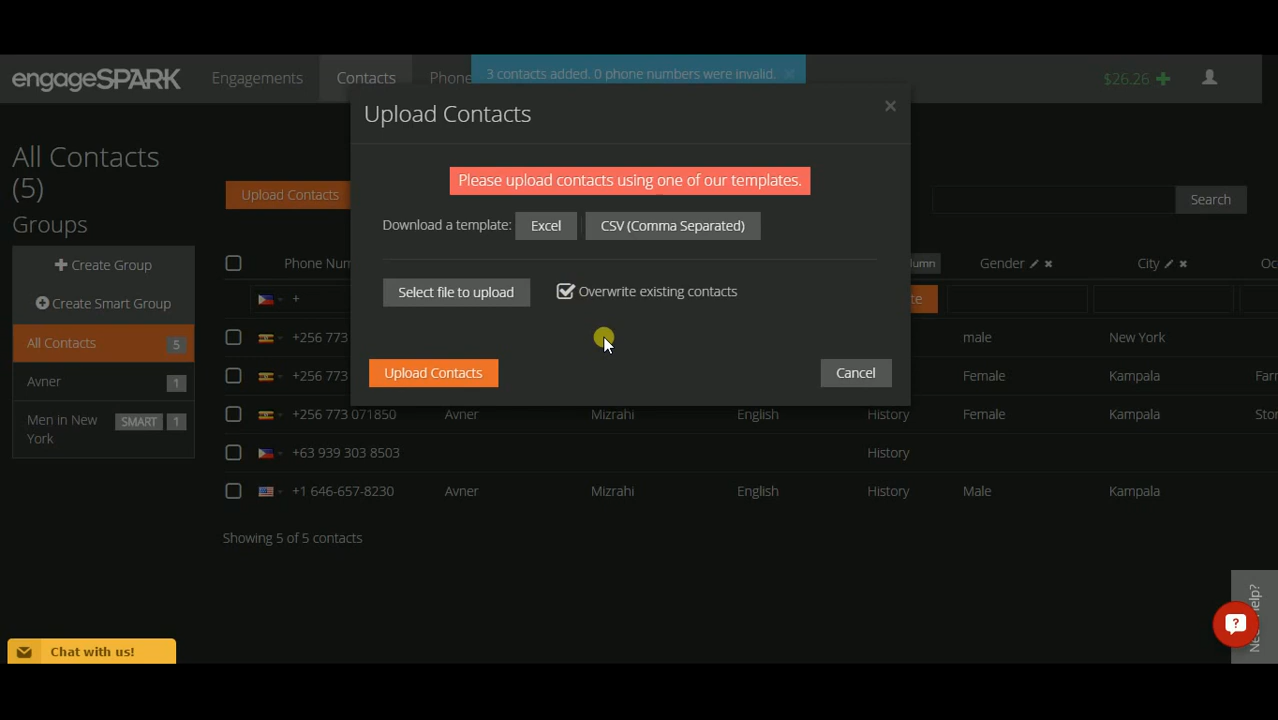 engageSPARK Engagements Contacts Phone
3 contacts added. 0 phone numbers were invalid. ×
$26.26
Upload Contacts
Please upload contacts using one of our templates.
Download a template: Excel CSV (Comma Separated)
Select file to upload Overwrite existing contacts
Upload Contacts Cancel
All Contacts
(5)
Groups
Create Group
Create Smart Group
All Contacts 5
Avner 1
Men in New York SMART 1
Upload Contacts
Search
Phone Num Gender City Oc
+
+256 773 male New York
+256 773 Female Kampala Farr
+256 773 071850 Avner Mizrahi English History Female Kampala Stor
+63 939 303 8503 History
+1 646-657-8230 Avner Mizrahi English History Male Kampala
Showing 5 of 5 contacts
Chat with us!